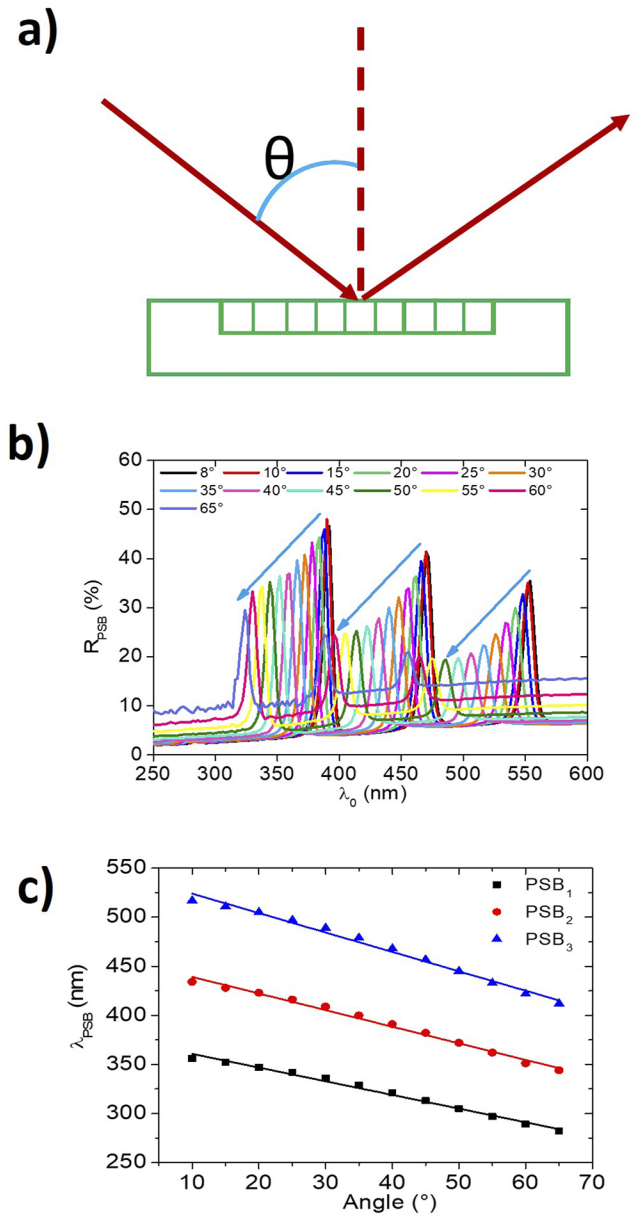 a)
θ
b)
60
50
40
30
20
10
0
R_PSB (%)
8° 10° 15° 20° 25° 30°
35° 40° 45° 50° 55° 60°
65°
250 300 350 400 450 500 550 600
λ₀ (nm)
c)
550
500
450
400
350
300
250
λ_PSB (nm)
PSB₁
PSB₂
PSB₃
10 20 30 40 50 60 70
Angle (°)